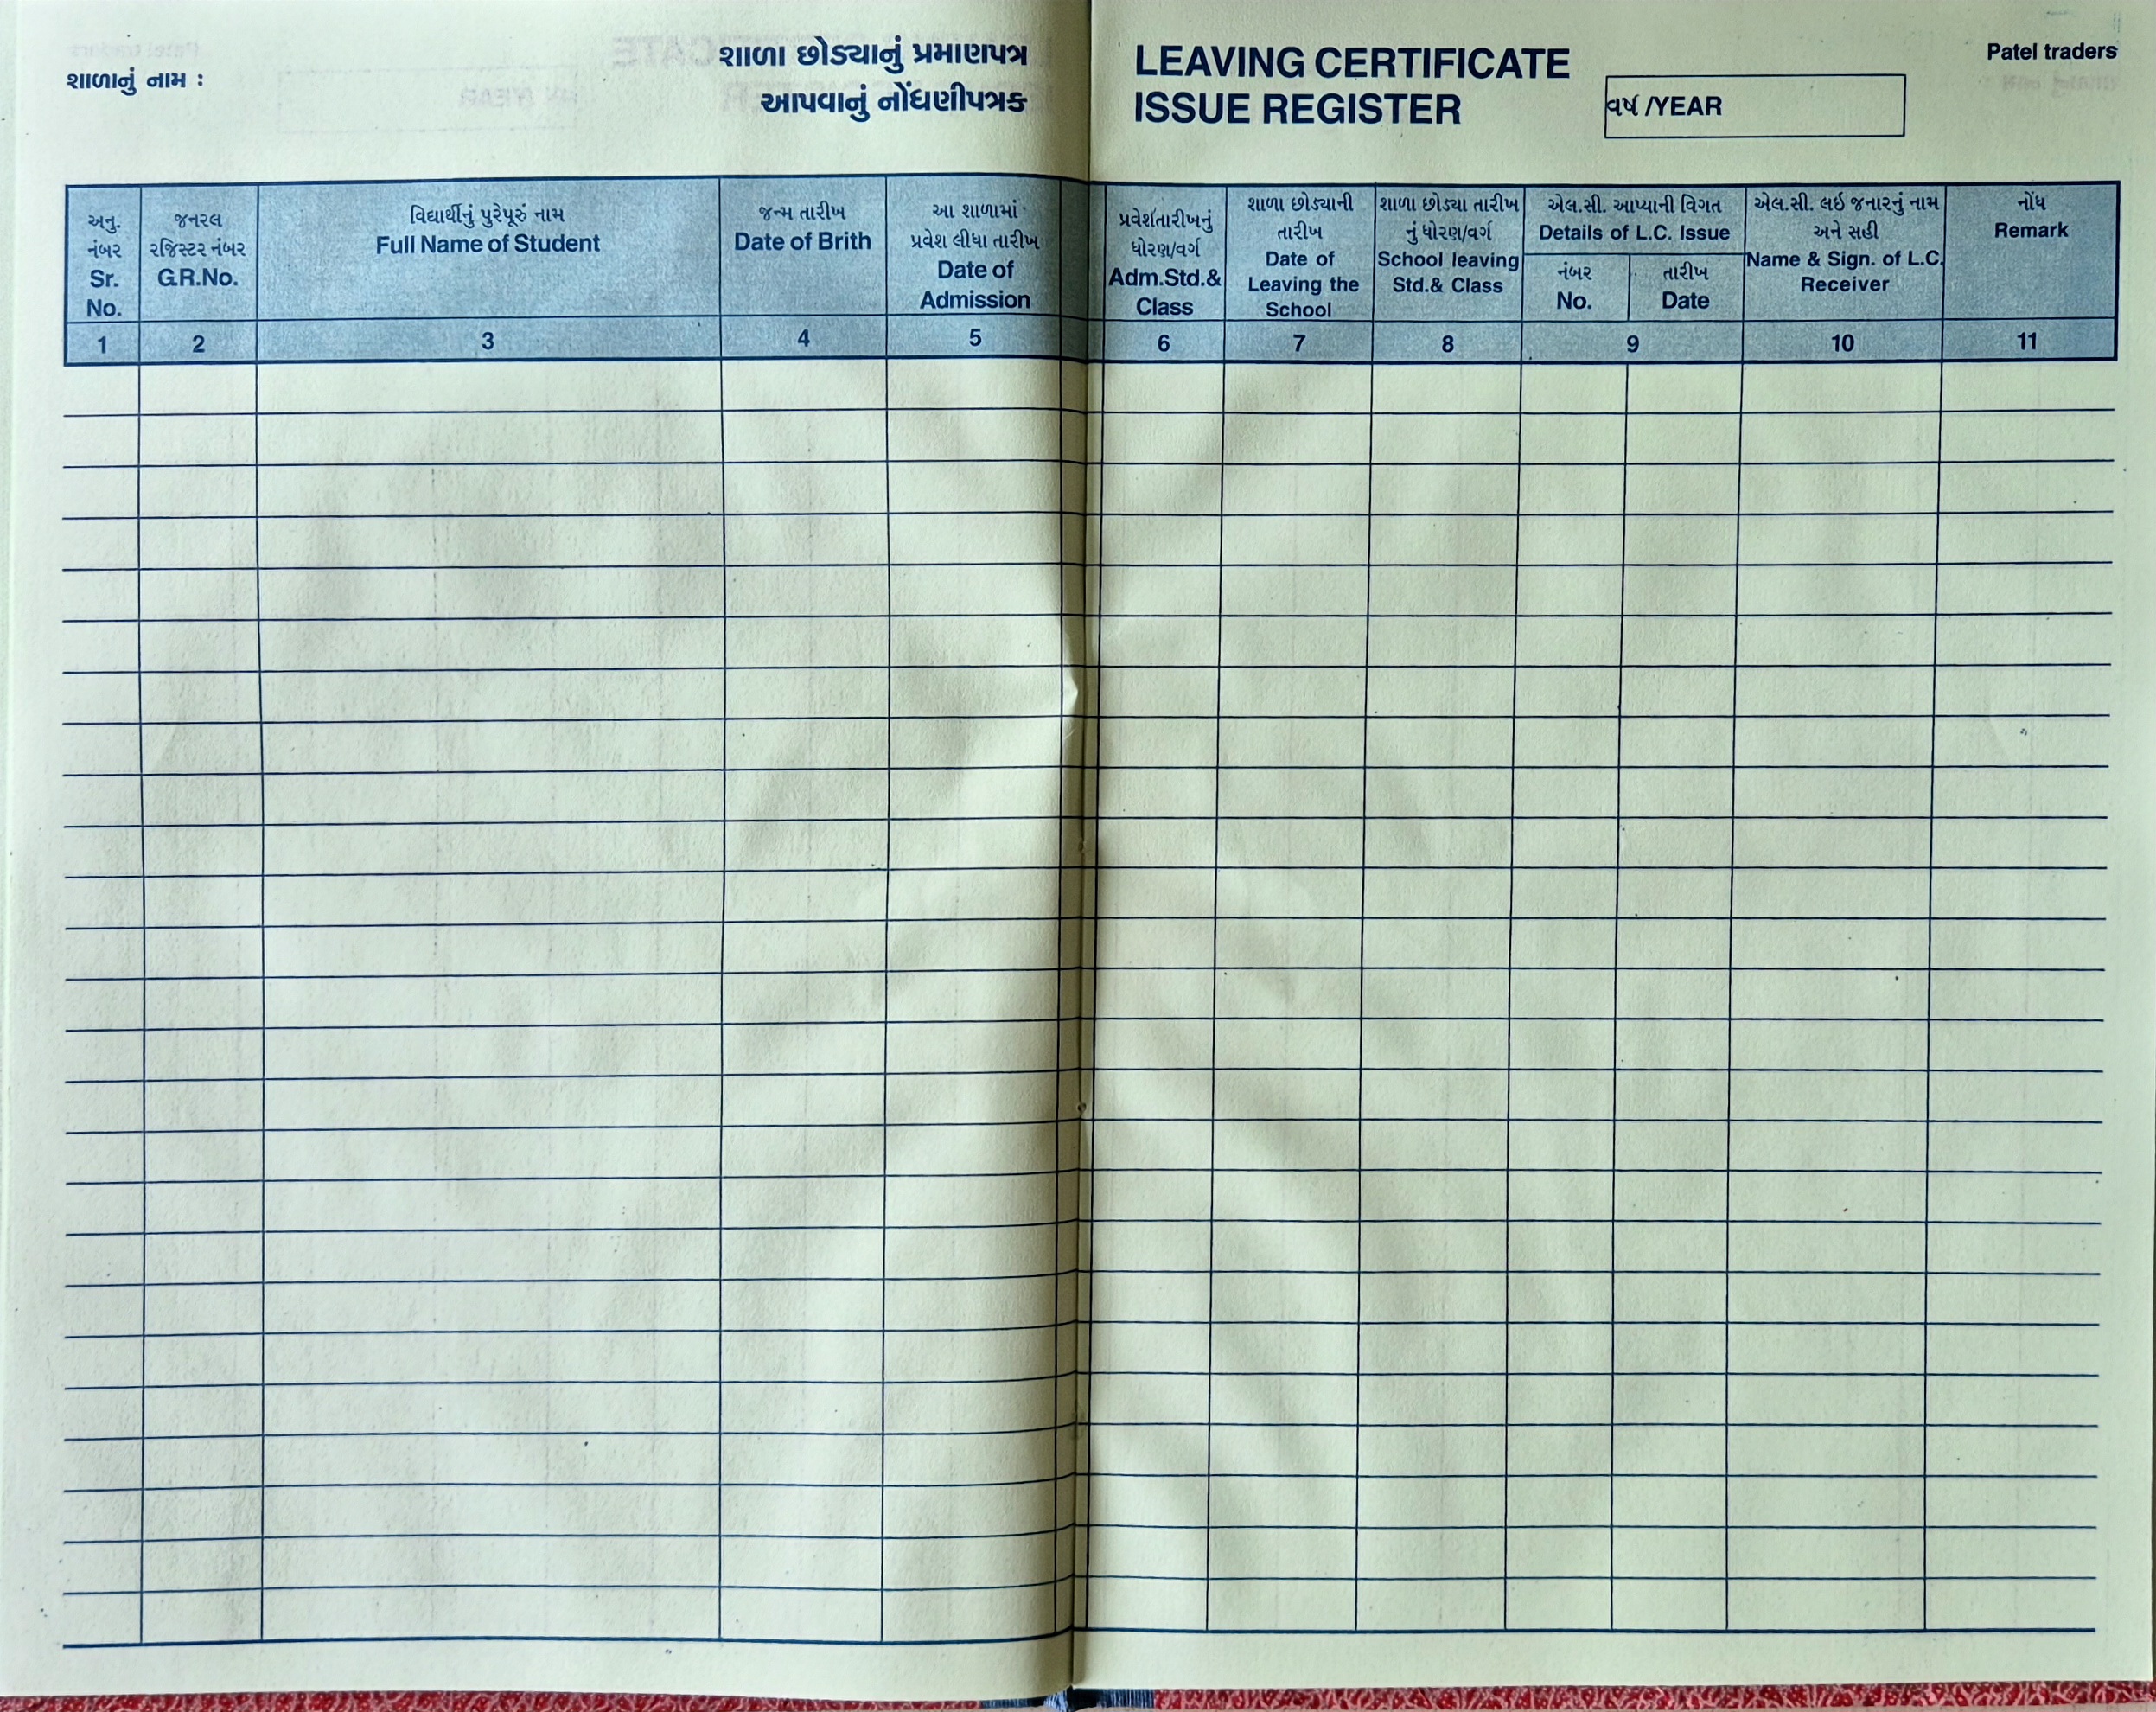 શાળાનું નામ :
શાળા છોડ્યાનું પ્રમાણપત્ર
આપવાનું નોંધણીપત્રક
LEAVING CERTIFICATE
ISSUE REGISTER
વર્ષ /YEAR
Patel traders
અનુ.
નંબર
Sr.
No.
જનરલ
રજિસ્ટર નંબર
G.R.No.
વિદ્યાર્થીનું પુરેપૂરું નામ
Full Name of Student
જન્મ તારીખ
Date of Brith
આ શાળામાં
પ્રવેશ લીધા તારીખ
Date of
Admission
પ્રવેશતારીખનું
ધોરણ/વર્ગ
Adm.Std.&
Class
શાળા છોડ્યાની
તારીખ
Date of
Leaving the
School
શાળા છોડ્યા તારીખ
નું ધોરણ/વર્ગ
School leaving
Std.& Class
એલ.સી. આપ્યાની વિગત
Details of L.C. Issue
નંબર
No.
તારીખ
Date
એલ.સી. લઈ જનારનું નામ
અને સહી
Name & Sign. of L.C.
Receiver
નોંધ
Remark
1 2 3 4 5 6 7 8 9 10 11